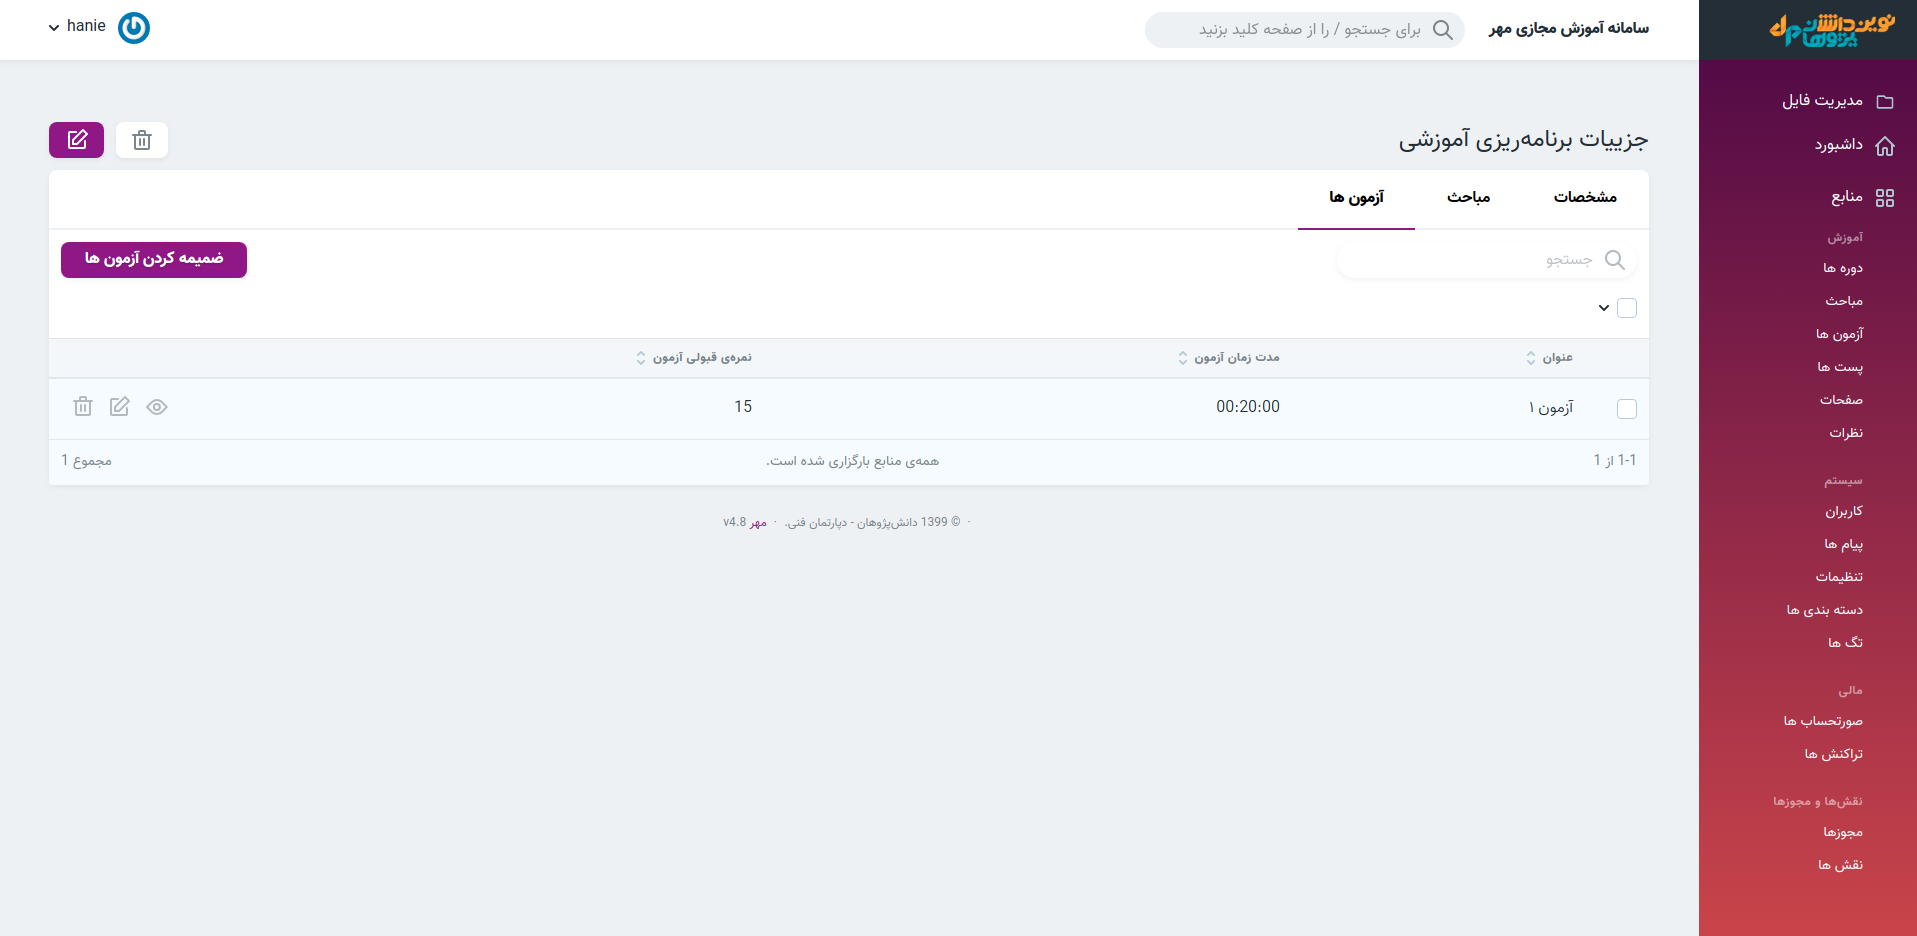 نوین دانش پژوهان مهر
سامانه آموزش مجازی مهر
برای جستجو / را از صفحه کلید بزنید
hanie
مدیریت فایل
داشبورد
منابع
آموزش
دوره ها
مباحث
آزمون ها
پست ها
صفحات
نظرات
سیستم
کاربران
پیام ها
تنظیمات
دسته بندی ها
تگ ها
مالی
صورتحساب ها
تراکنش ها
نقش‌ها و مجوزها
مجوزها
نقش ها
جزییات برنامه‌ریزی آموزشی
مشخصات مباحث آزمون ها
جستجو
ضمیمه کردن آزمون ها
عنوان مدت زمان آزمون نمره‌ی قبولی آزمون
آزمون ۱ 00:20:00 15
1-1 از 1 همه‌ی منابع بارگزاری شده است. مجموع 1
· © 1399 دانش‌پژوهان - دپارتمان فنی. · مهر v4.8